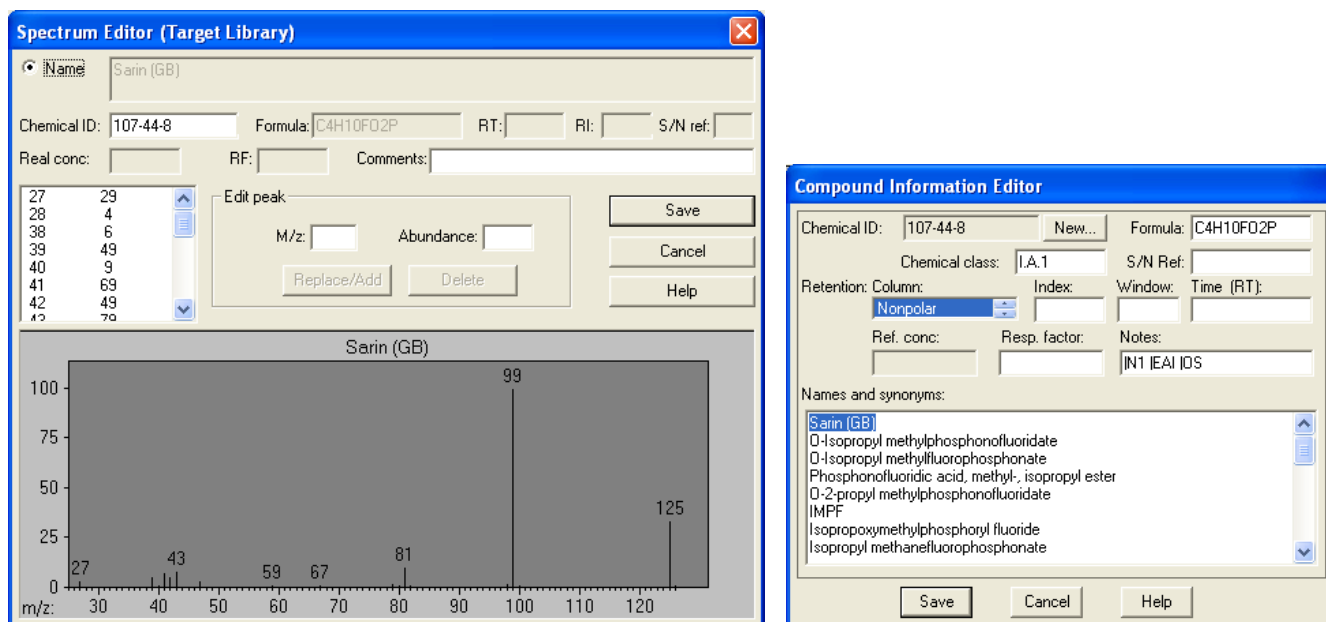 Spectrum Editor (Target Library)
Name Sarin (GB)
Chemical ID: 107-44-8 Formula: C4H10FO2P RT: RI: S/N ref:
Real conc: RF: Comments:
27 29
28 4
38 6
39 49
40 9
41 69
42 49
43 79
Edit peak
M/z: Abundance:
Replace/Add Delete
Save
Cancel
Help
Sarin (GB)
100
75
50
25
0
27 43 59 67 81 99 125
m/z: 30 40 50 60 70 80 90 100 110 120
Compound Information Editor
Chemical ID: 107-44-8 New... Formula: C4H10FO2P
Chemical class: I.A.1 S/N Ref:
Retention: Column: Index: Window: Time (RT):
Nonpolar
Ref. conc: Resp. factor: Notes:
|N1 |EAI |OS
Names and synonyms:
Sarin (GB)
O-Isopropyl methylphosphonofluoridate
O-Isopropyl methylfluorophosphonate
Phosphonofluoridic acid, methyl-, isopropyl ester
O-2-propyl methylphosphonofluoridate
IMPF
Isopropoxymethylphosphoryl fluoride
Isopropyl methanefluorophosphonate
Save Cancel Help